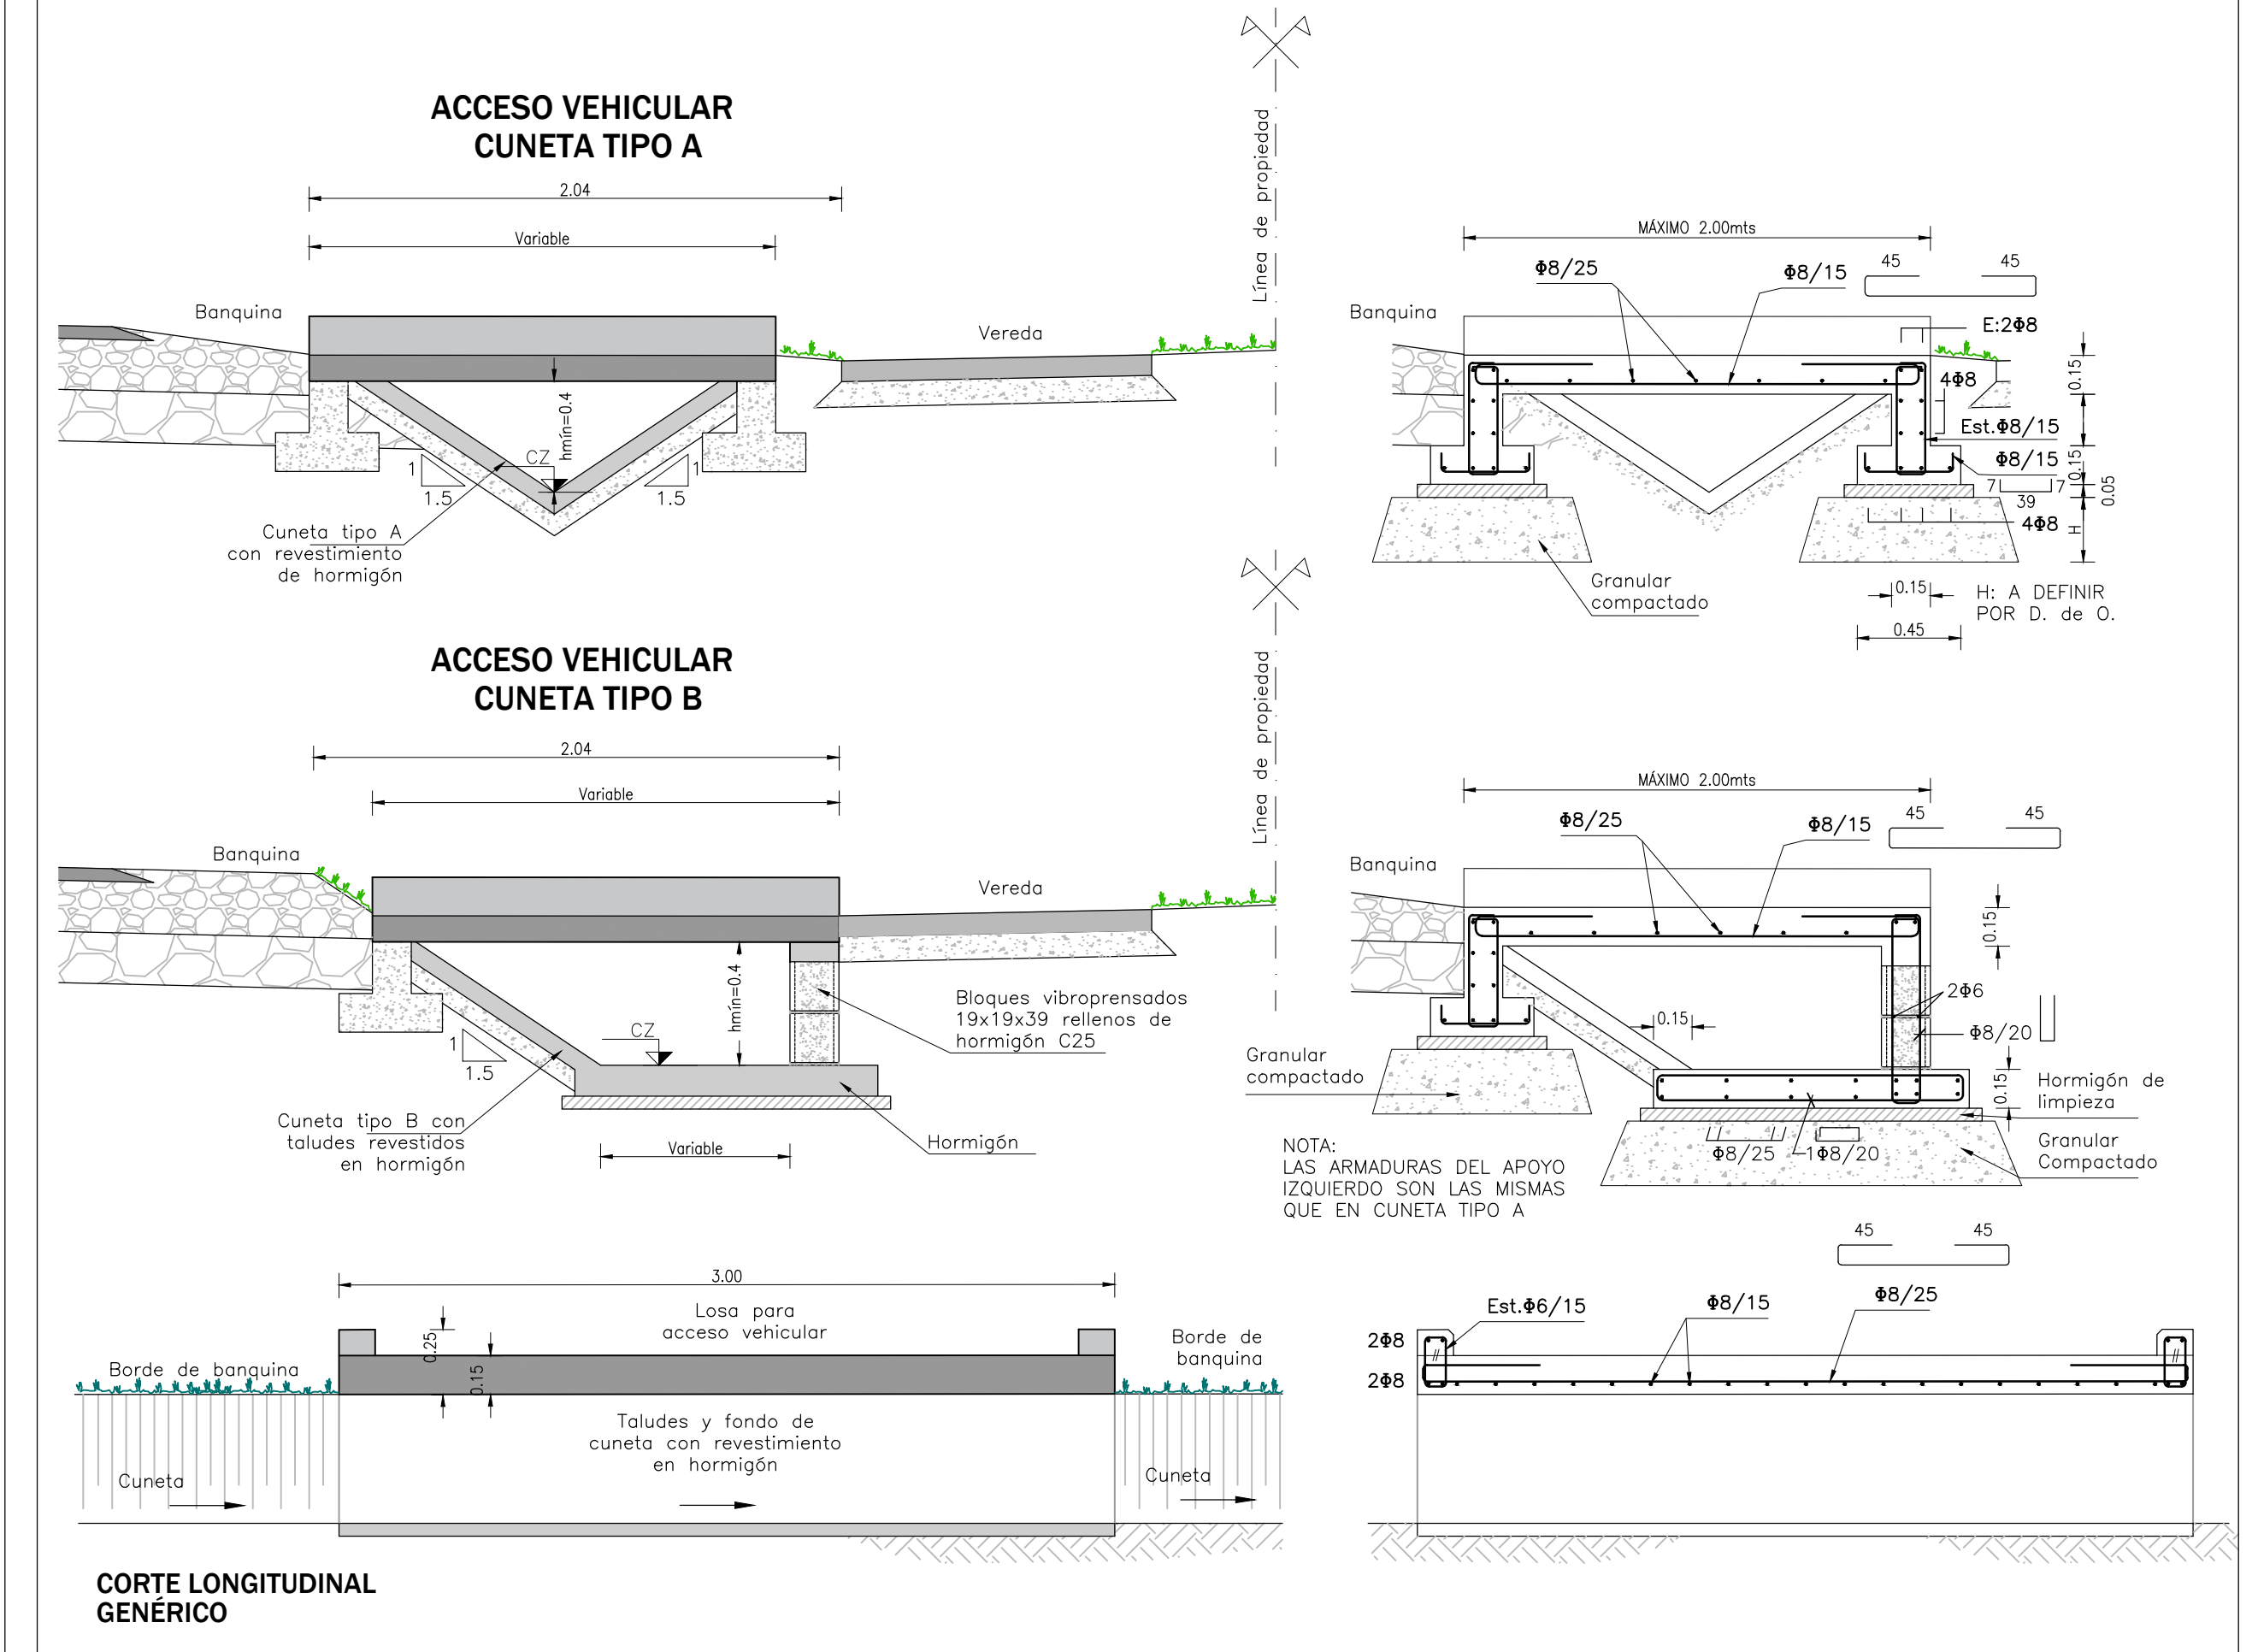 ACCESO VEHICULAR
CUNETA TIPO A
2.04
Variable
Banquina
Vereda
Línea de propiedad
hmín=0.4
CZ
1
1.5
1
1.5
Cuneta tipo A
con revestimiento
de hormigón
MÁXIMO 2.00mts
Φ8/25
Φ8/15
45
45
Banquina
E:2Φ8
4Φ8
Est.Φ8/15
Φ8/15
7
7
39
4Φ8
0.15
0.15
0.05
H
Granular
compactado
0.15
0.45
H: A DEFINIR
POR D. de O.
ACCESO VEHICULAR
CUNETA TIPO B
2.04
Variable
Banquina
Vereda
Línea de propiedad
hmín=0.4
CZ
1
1.5
Bloques vibroprensados
19x19x39 rellenos de
hormigón C25
Cuneta tipo B con
taludes revestidos
en hormigón
Variable
Hormigón
MÁXIMO 2.00mts
Φ8/25
Φ8/15
45
45
Banquina
0.15
2Φ6
Φ8/20
0.15
0.15
Granular
compactado
Hormigón de
limpieza
Granular
Compactado
Φ8/25
1Φ8/20
NOTA:
LAS ARMADURAS DEL APOYO
IZQUIERDO SON LAS MISMAS
QUE EN CUNETA TIPO A
3.00
Losa para
acceso vehicular
0.25
0.15
Borde de banquina
Borde de
banquina
Taludes y fondo de
cuneta con revestimiento
en hormigón
Cuneta
Cuneta
45
45
Est.Φ6/15
Φ8/15
Φ8/25
2Φ8
2Φ8
CORTE LONGITUDINAL
GENÉRICO